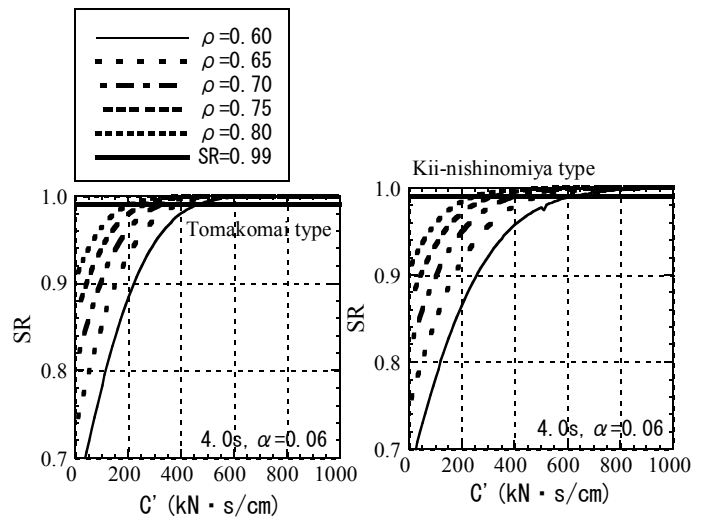 ρ=0.60
ρ=0.65
ρ=0.70
ρ=0.75
ρ=0.80
SR=0.99
Tomakomai type
1.0
0.9
0.8
0.7
SR
4.0s, α=0.06
0 200 400 600 800 1000
C' (kN・s/cm)
Kii-nishinomiya type
1.0
0.9
0.8
0.7
SR
4.0s, α=0.06
0 200 400 600 800 1000
C' (kN・s/cm)